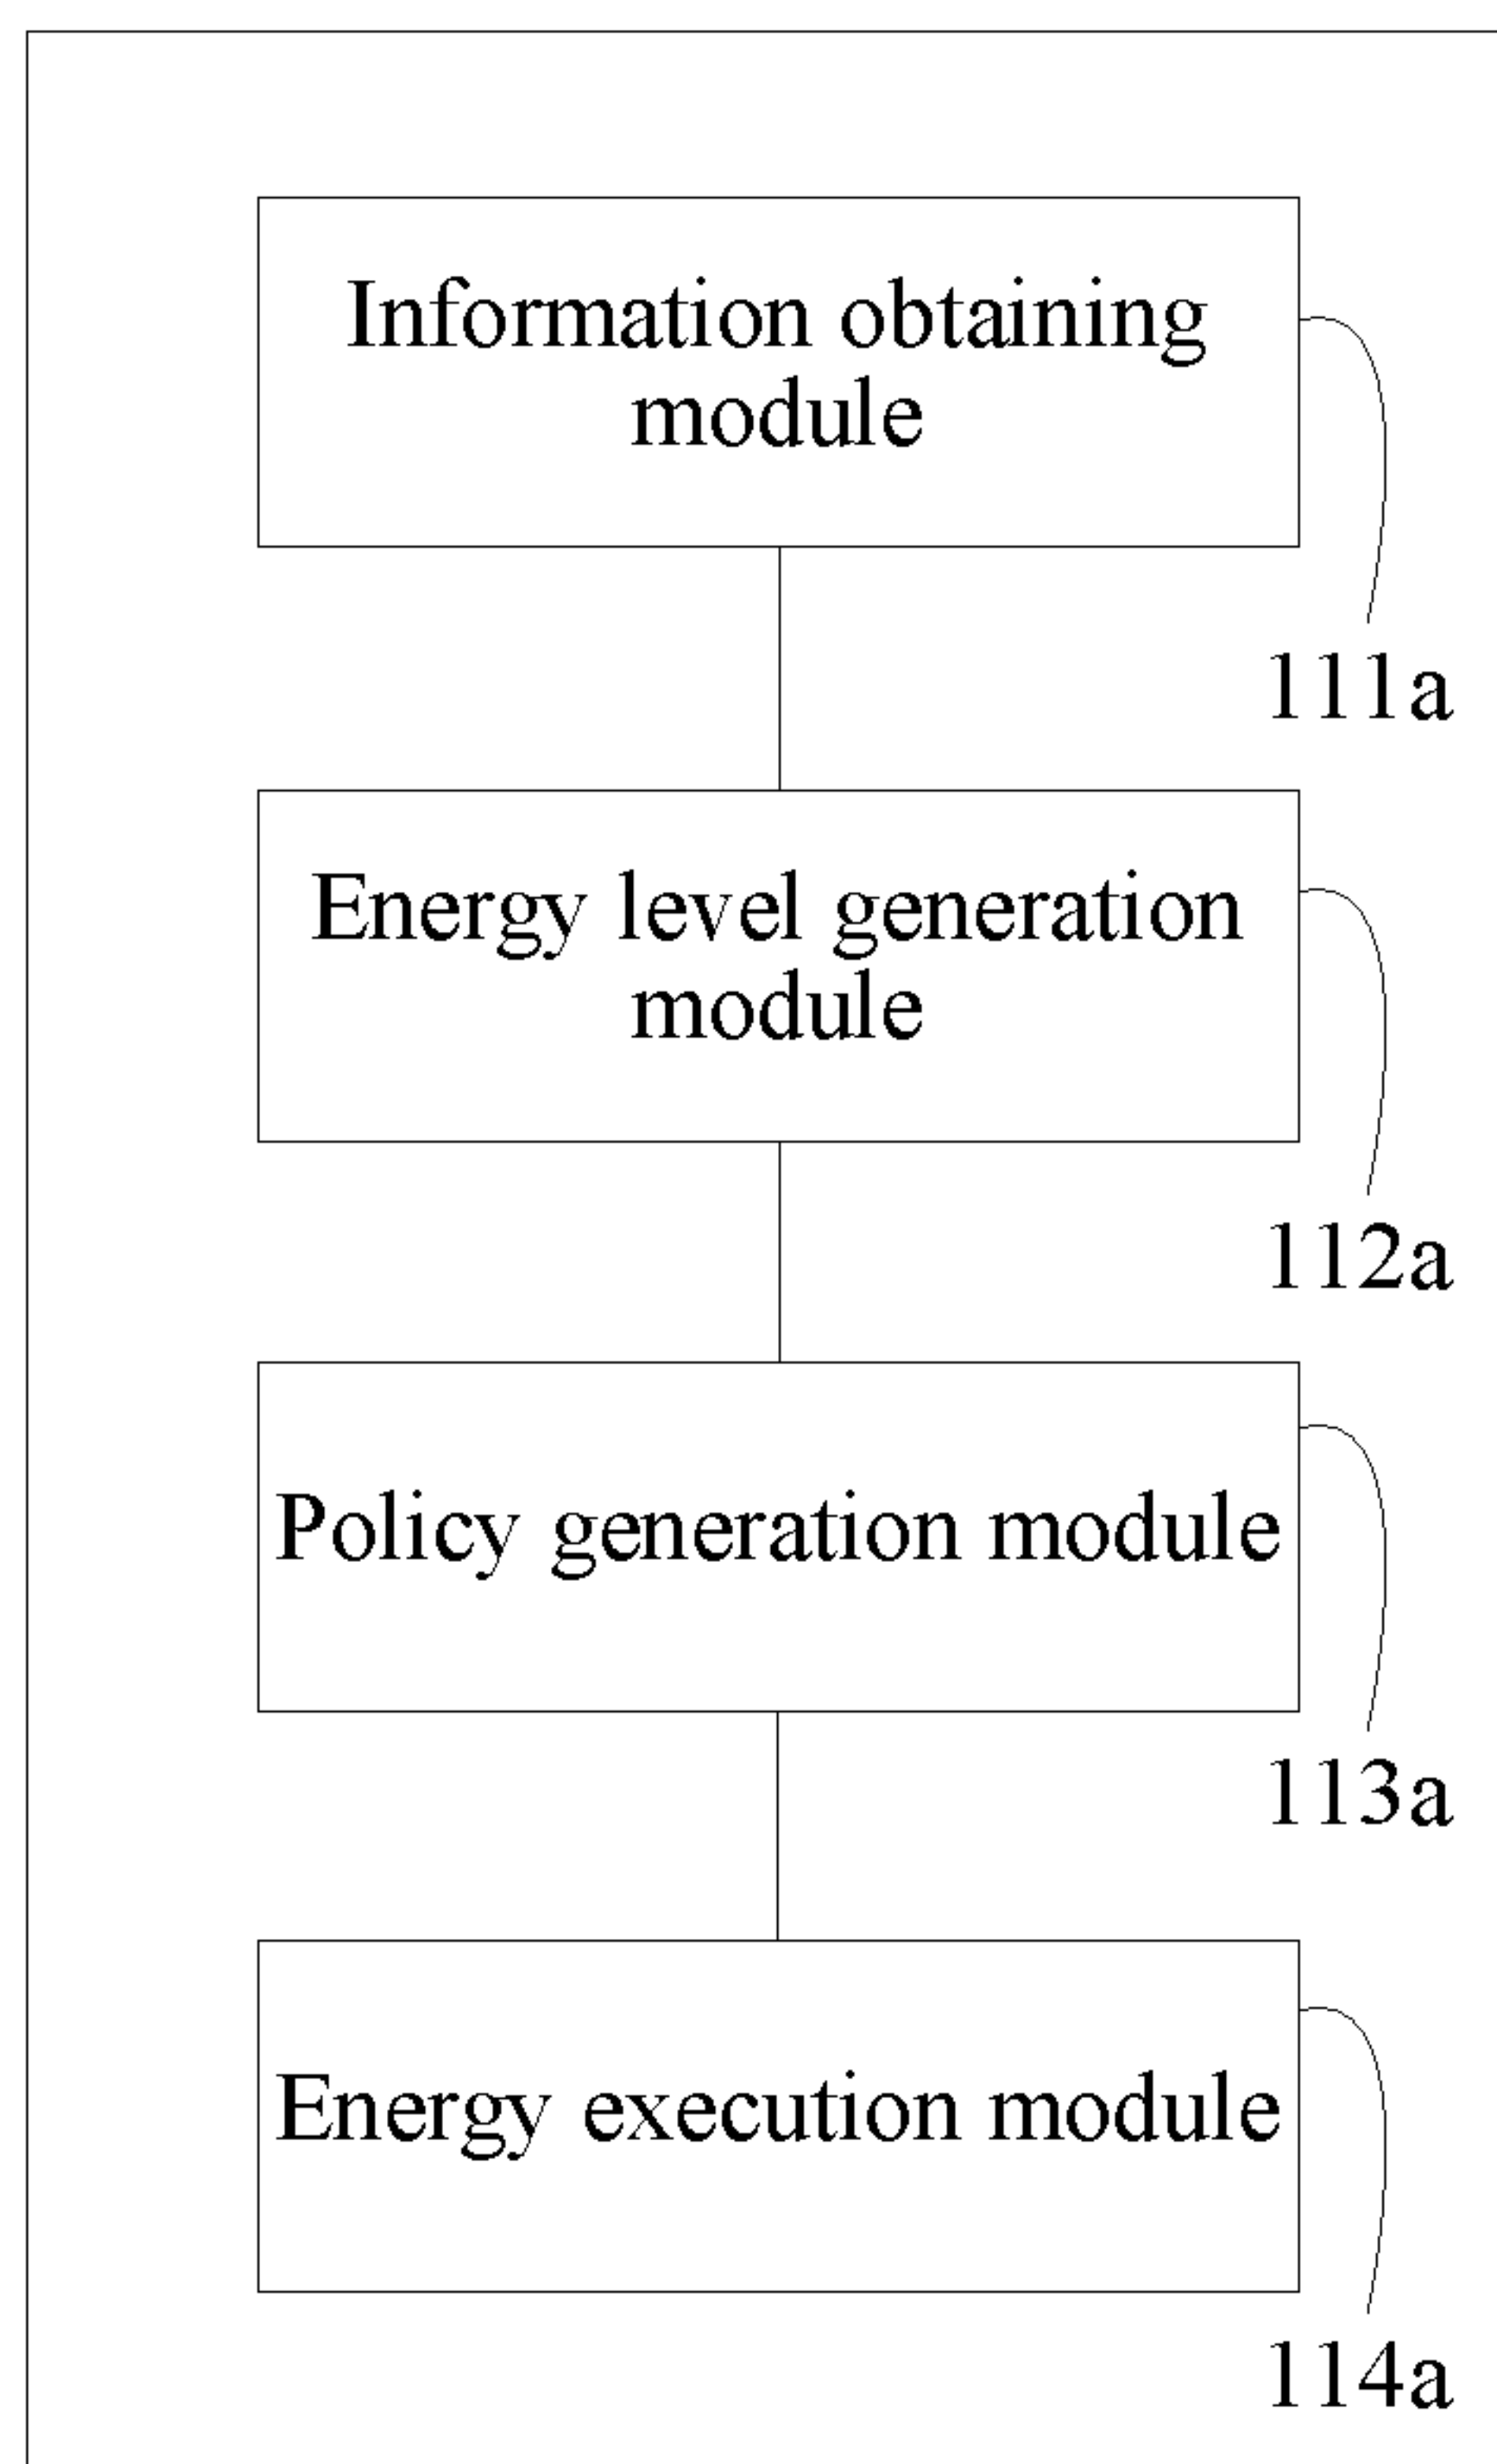 Information obtaining
module
111a
Energy level generation
module
112a
Policy generation module
113a
Energy execution module
114a